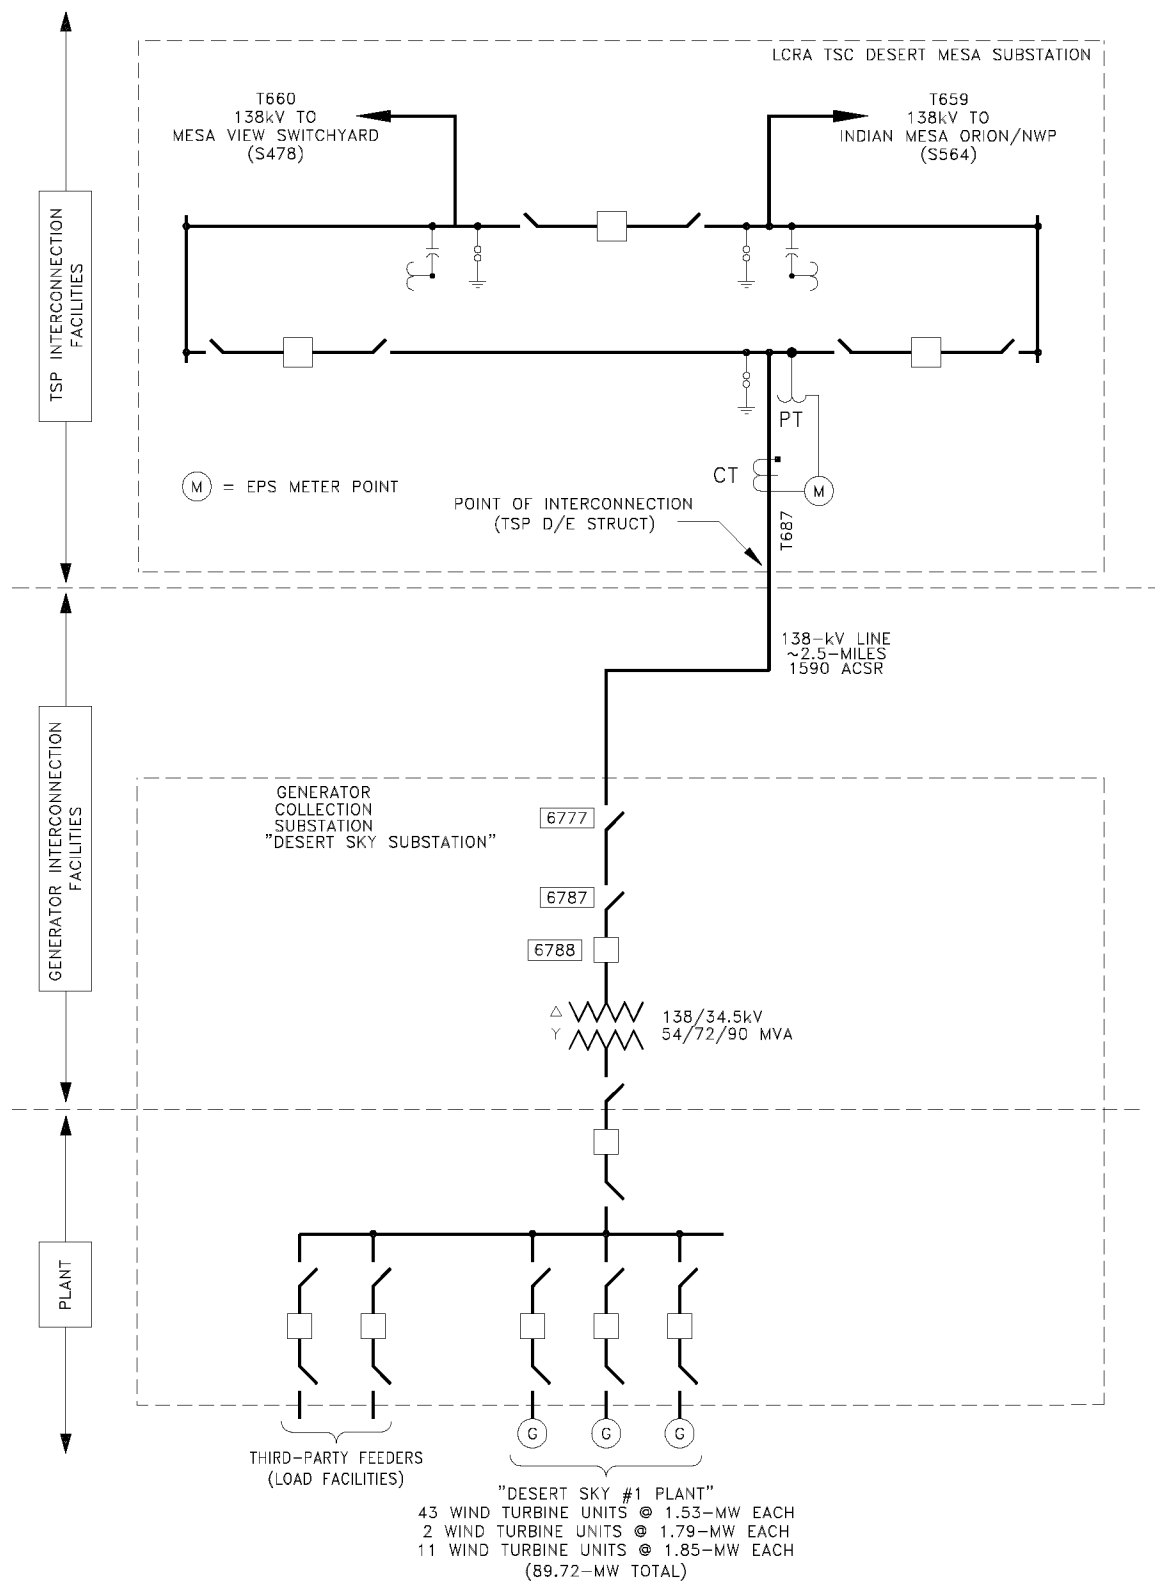 LCRA TSC DESERT MESA SUBSTATION
T660
138kV TO
MESA VIEW SWITCHYARD
(S478)
T659
138kV TO
INDIAN MESA ORION/NWP
(S564)
TSP INTERCONNECTION
FACILITIES
PT
CT
M
M = EPS METER POINT
POINT OF INTERCONNECTION
(TSP D/E STRUCT)
T687
138-kV LINE
~2.5-MILES
1590 ACSR
GENERATOR INTERCONNECTION
FACILITIES
GENERATOR
COLLECTION
SUBSTATION
"DESERT SKY SUBSTATION"
6777
6787
6788
△
Y
138/34.5kV
54/72/90 MVA
PLANT
G G G
THIRD-PARTY FEEDERS
(LOAD FACILITIES)
"DESERT SKY #1 PLANT"
43 WIND TURBINE UNITS @ 1.53-MW EACH
2 WIND TURBINE UNITS @ 1.79-MW EACH
11 WIND TURBINE UNITS @ 1.85-MW EACH
(89.72-MW TOTAL)